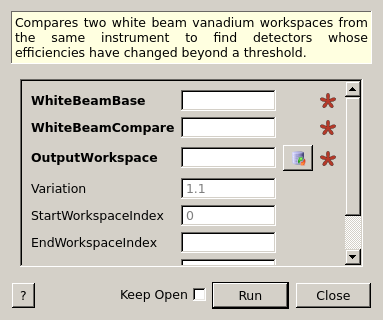 Compares two white beam vanadium workspaces from
the same instrument to find detectors whose
efficiencies have changed beyond a threshold.
WhiteBeamBase
WhiteBeamCompare
OutputWorkspace
Variation 1.1
StartWorkspaceIndex 0
EndWorkspaceIndex
? Keep Open Run Close